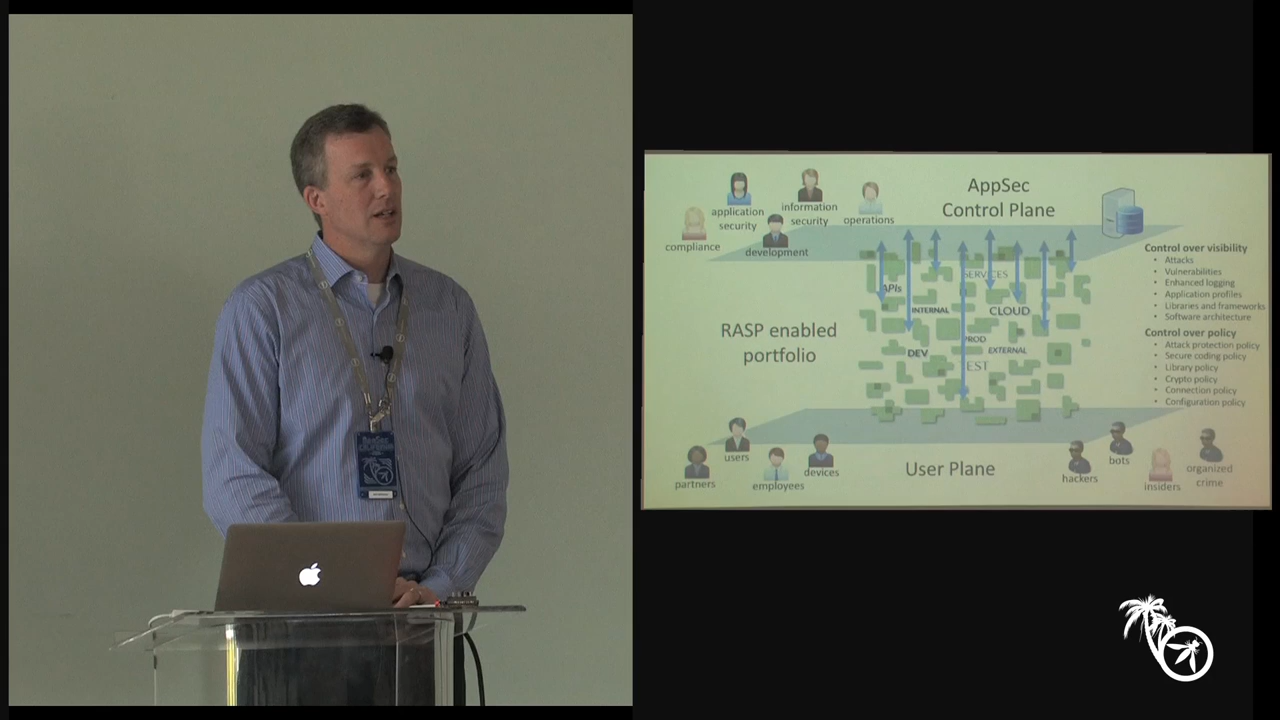 AppSec
Control Plane
application
security
information
security
operations
compliance
development
Control over visibility
Attacks
Vulnerabilities
Enhanced logging
Application profiles
Libraries and frameworks
Software architecture
Control over policy
Attack protection policy
Secure coding policy
Library policy
Crypto policy
Connection policy
Configuration policy
RASP enabled
portfolio
SERVICES
APIs
INTERNAL
CLOUD
PROD
DEV
EXTERNAL
EST
User Plane
users
partners
employees
devices
hackers
bots
insiders
organized
crime